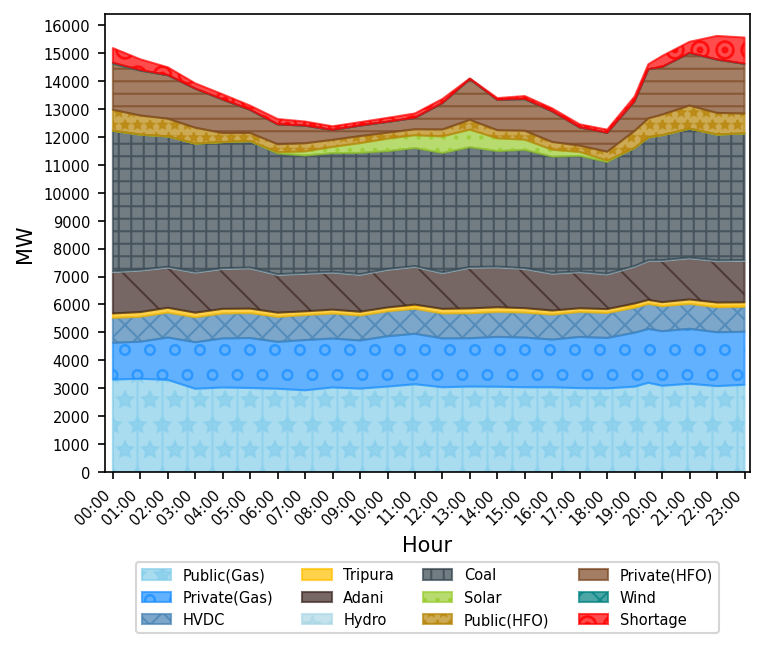 16000
15000
14000
13000
12000
11000
10000
9000
8000
7000
6000
5000
4000
3000
2000
1000
0
MW
00:00 01:00 02:00 03:00 04:00 05:00 06:00 07:00 08:00 09:00 10:00 11:00 12:00 13:00 14:00 15:00 16:00 17:00 18:00 19:00 20:00 21:00 22:00 23:00
Hour
Public(Gas) Tripura Coal Private(HFO)
Private(Gas) Adani Solar Wind
HVDC Hydro Public(HFO) Shortage